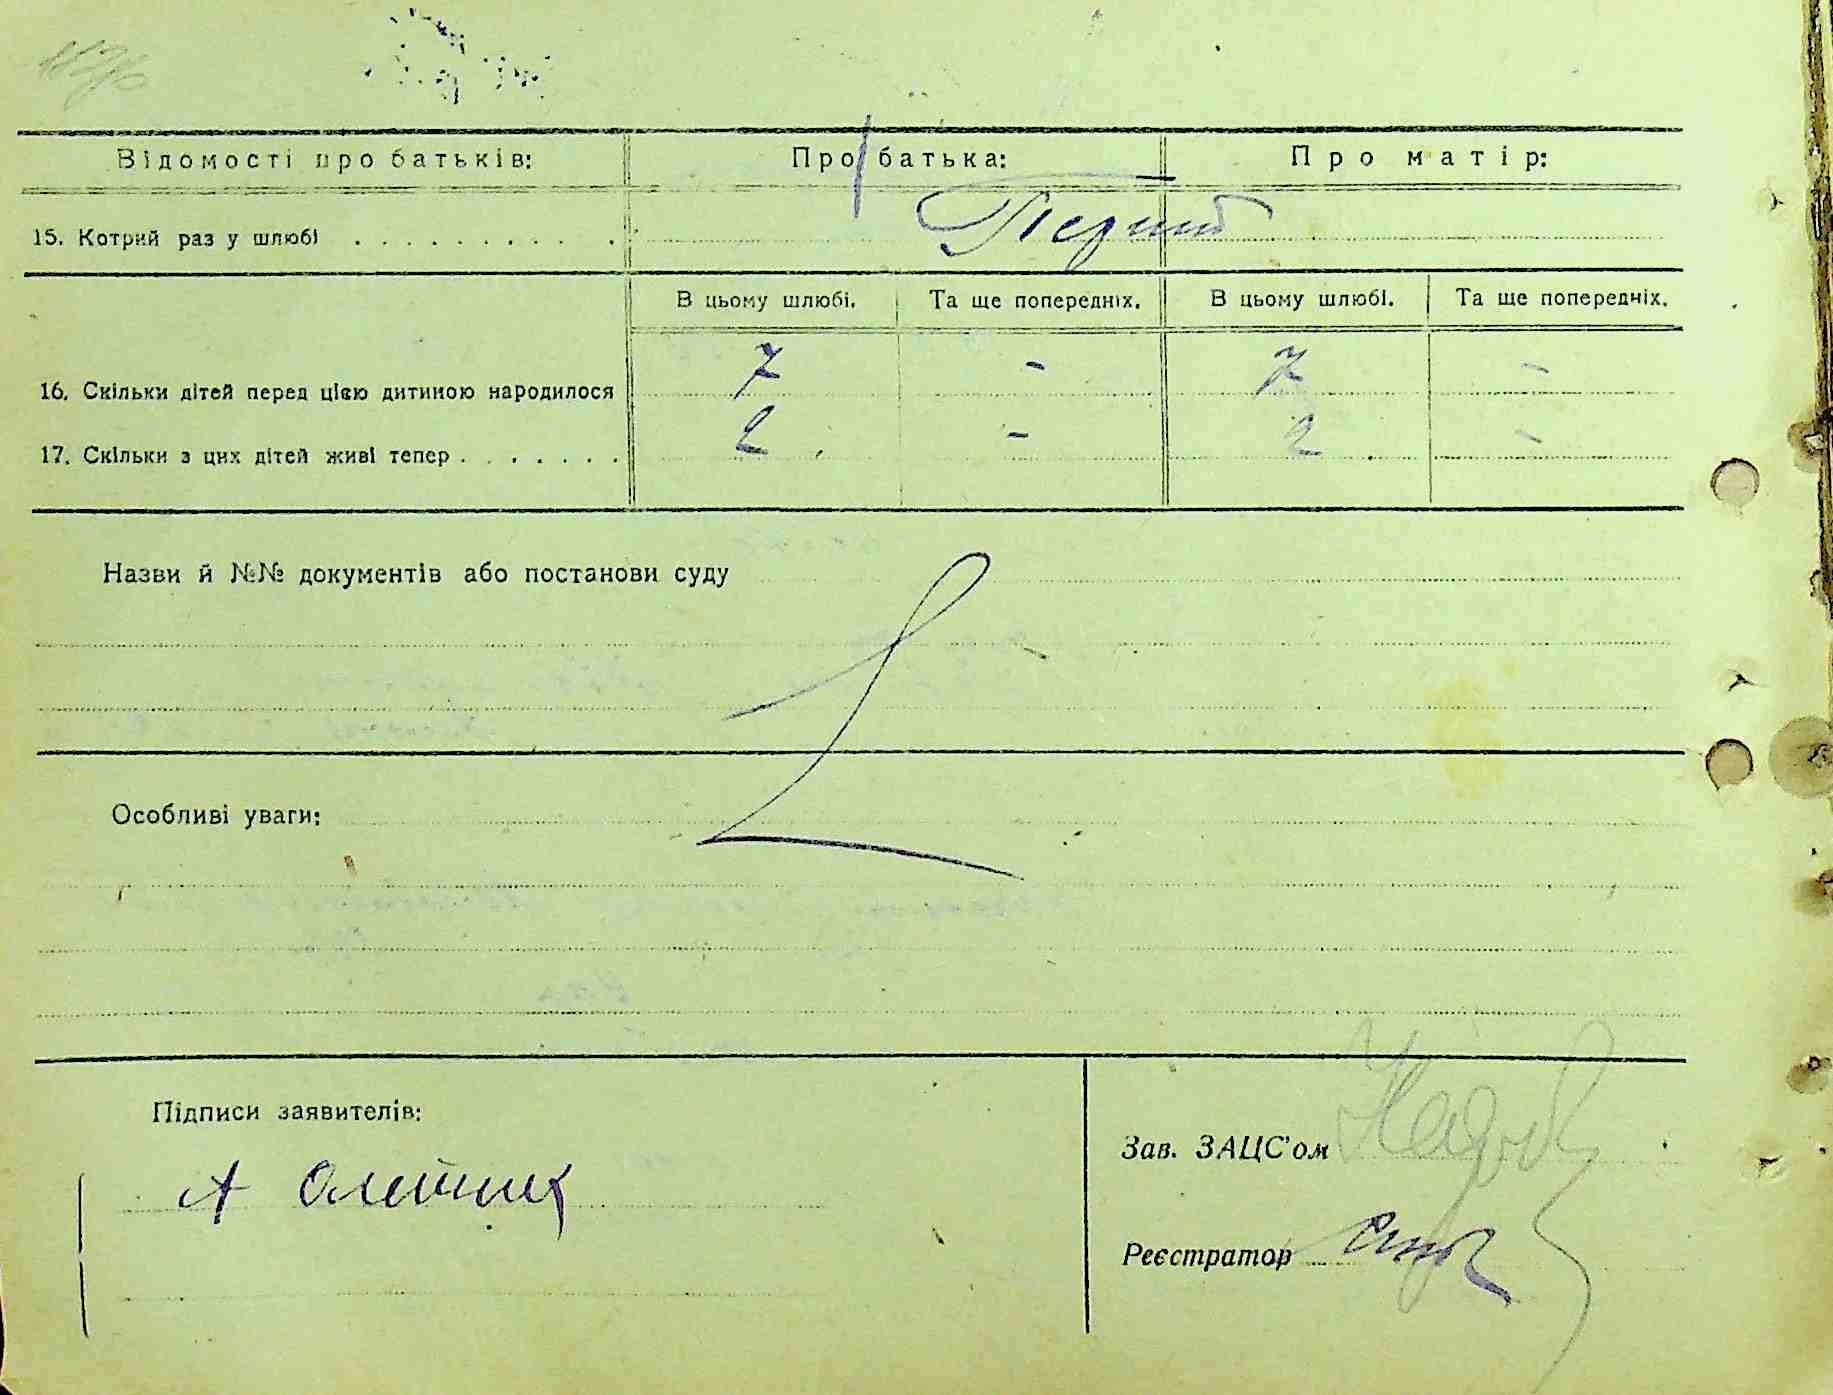 Відомості про батьків: Про батька: Про матір:
15. Котрий раз у шлюбі . . . . . . . . . . Первий
В цьому шлюбі. Та ще попередніх. В цьому шлюбі. Та ще попередніх.
16. Скільки дітей перед цією дитиною народилося 7 - 7 -
17. Скільки з цих дітей живі тепер . . . . . . . 2 - 2 -
Назви й №№ документів або постанови суду
Особливі уваги:
Підписи заявителів:
Зав. ЗАЦС'ом
А Олейник
Реєстратор